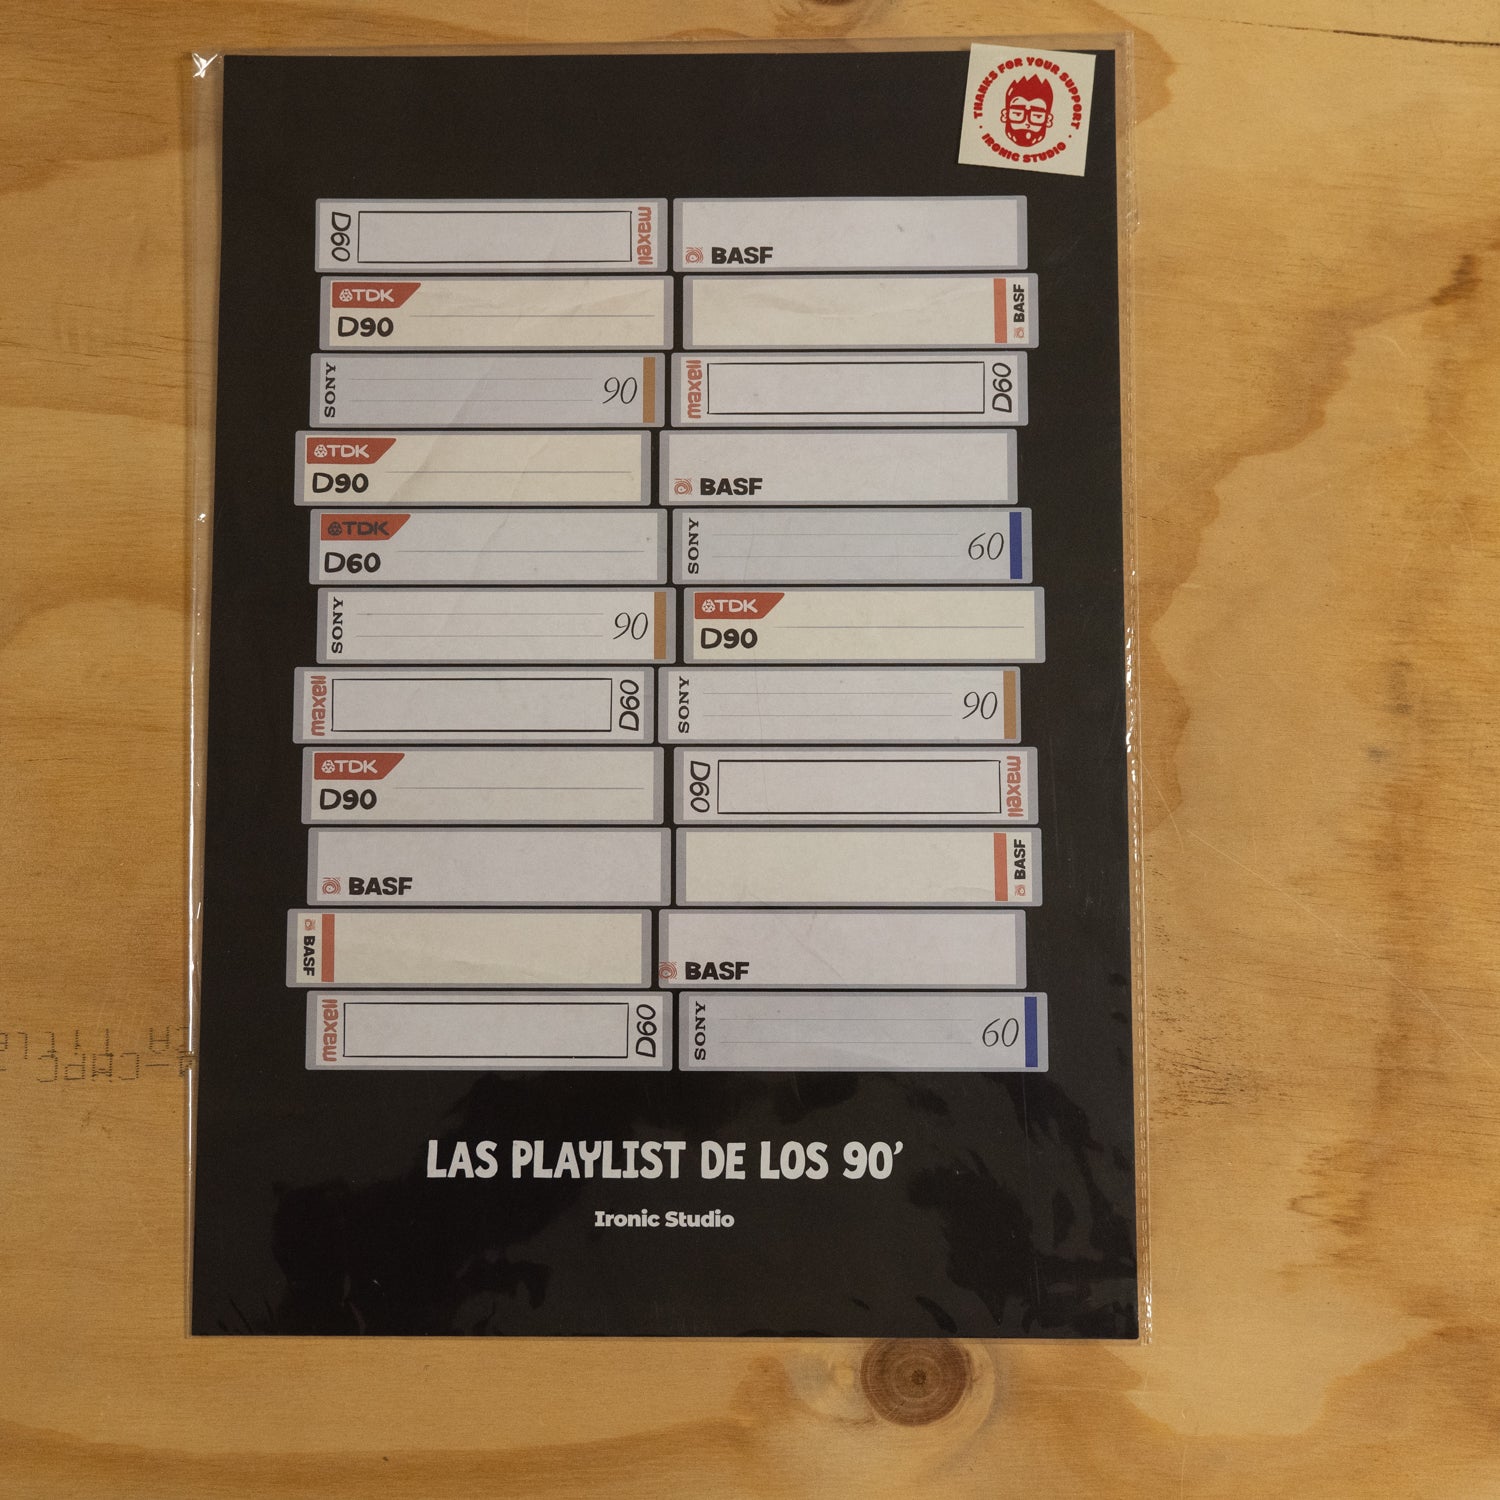 THANKS FOR YOUR SUPPORT
IRONIC STUDIO
D60 maxell
BASF
TDK
D90
BASF
SONY 90
maxell D60
TDK
D90
BASF
TDK
D60
SONY 60
SONY 90
TDK
D90
maxell D60
SONY 90
TDK
D90
D60 maxell
BASF
BASF
BASF
BASF
maxell D60
SONY 60
LAS PLAYLIST DE LOS 90'
Ironic Studio